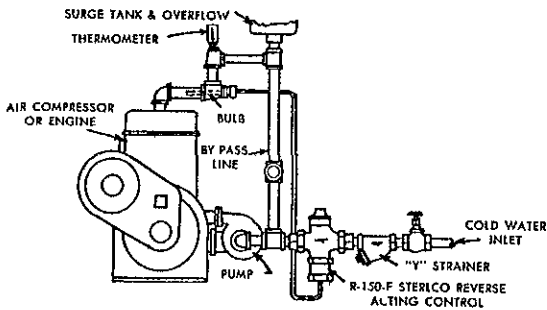 SURGE TANK & OVERFLOW
THERMOMETER
AIR COMPRESSOR
OR ENGINE
BULB
BY PASS
LINE
COLD WATER
INLET
"Y" STRAINER
PUMP
R-150-F STERLCO REVERSE
ACTING CONTROL